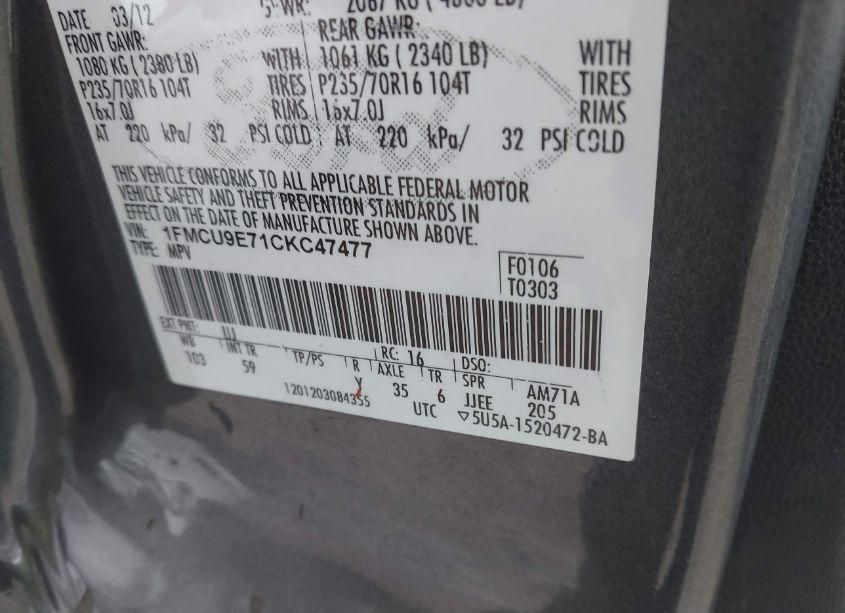 DATE 03/12
2087 KG
FRONT GAWR: REAR GAWR:
1080 KG ( 2380 LB) WITH 1061 KG ( 2340 LB) WITH
P235/70R16 104T TIRES P235/70R16 104T TIRES
16x7.0J RIMS 16x7.0J RIMS
AT 220 kPa/ 32 PSI COLD AT 220 kPa/ 32 PSI COLD
THIS VEHICLE CONFORMS TO ALL APPLICABLE FEDERAL MOTOR
VEHICLE SAFETY AND THEFT PREVENTION STANDARDS IN
EFFECT ON THE DATE OF MANUFACTURE SHOWN ABOVE.
VIN: 1FMCU9E71CKC47477
TYPE: MPV
F0106
T0303
EXT PNT: UJ RC: 16 DSO:
WB INT TR TP/PS R AXLE TR SPR
103 59 Y 35 6 JJEE AM71A
205
1201203084355 UTC ▽5U5A-1520472-BA